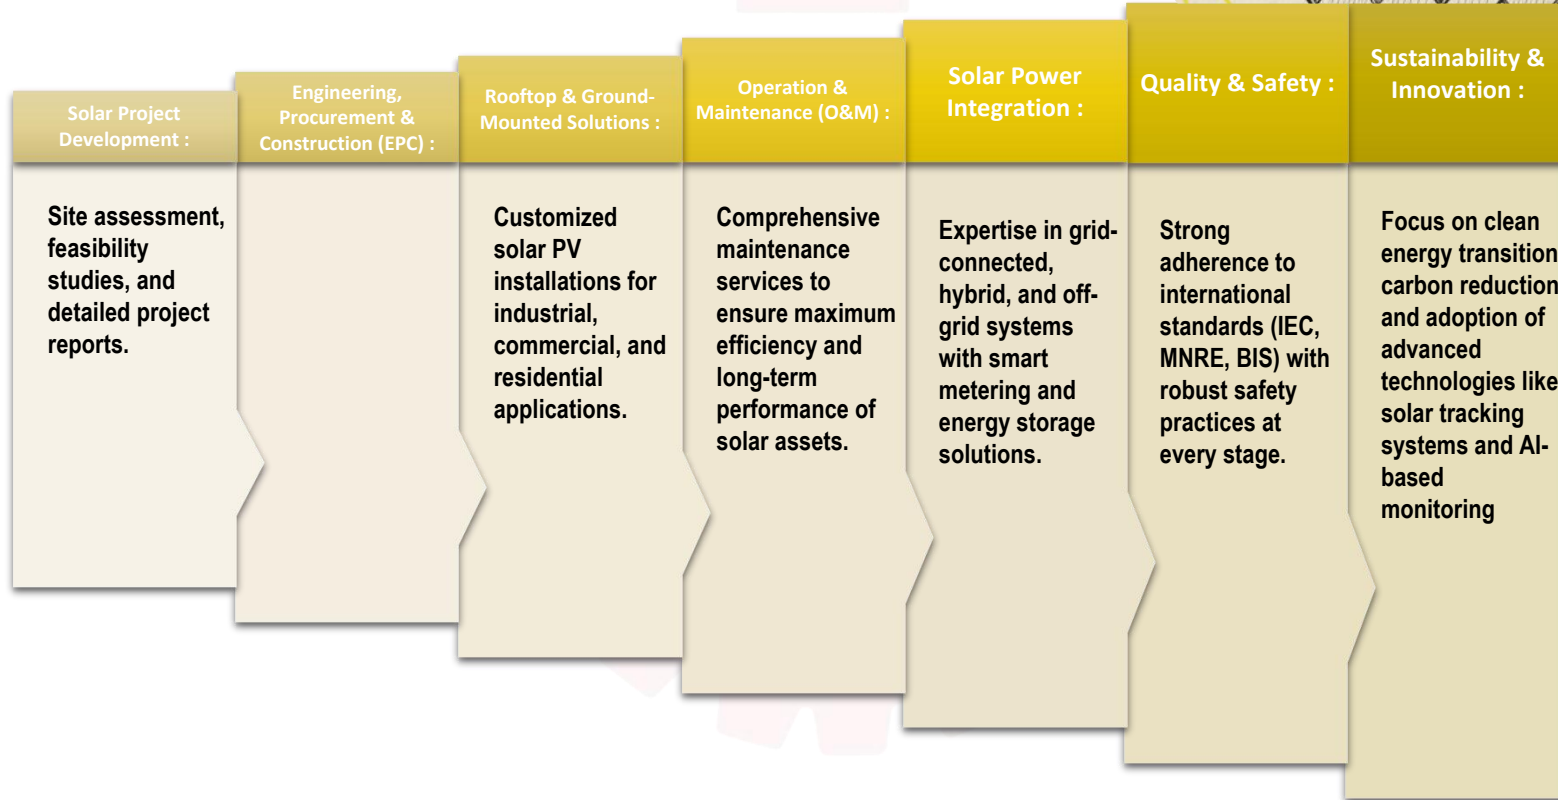 Solar Project
Development :
Site assessment,
feasibility
studies, and
detailed project
reports.
Engineering,
Procurement &
Construction (EPC) :
Rooftop & Ground-
Mounted Solutions :
Customized
solar PV
installations for
industrial,
commercial, and
residential
applications.
Operation &
Maintenance (O&M) :
Comprehensive
maintenance
services to
ensure maximum
efficiency and
long-term
performance of
solar assets.
Solar Power
Integration :
Expertise in grid-
connected,
hybrid, and off-
grid systems
with smart
metering and
energy storage
solutions.
Quality & Safety :
Strong
adherence to
international
standards (IEC,
MNRE, BIS) with
robust safety
practices at
every stage.
Sustainability &
Innovation :
Focus on clean
energy transition
carbon reduction
and adoption of
advanced
technologies like
solar tracking
systems and AI-
based
monitoring